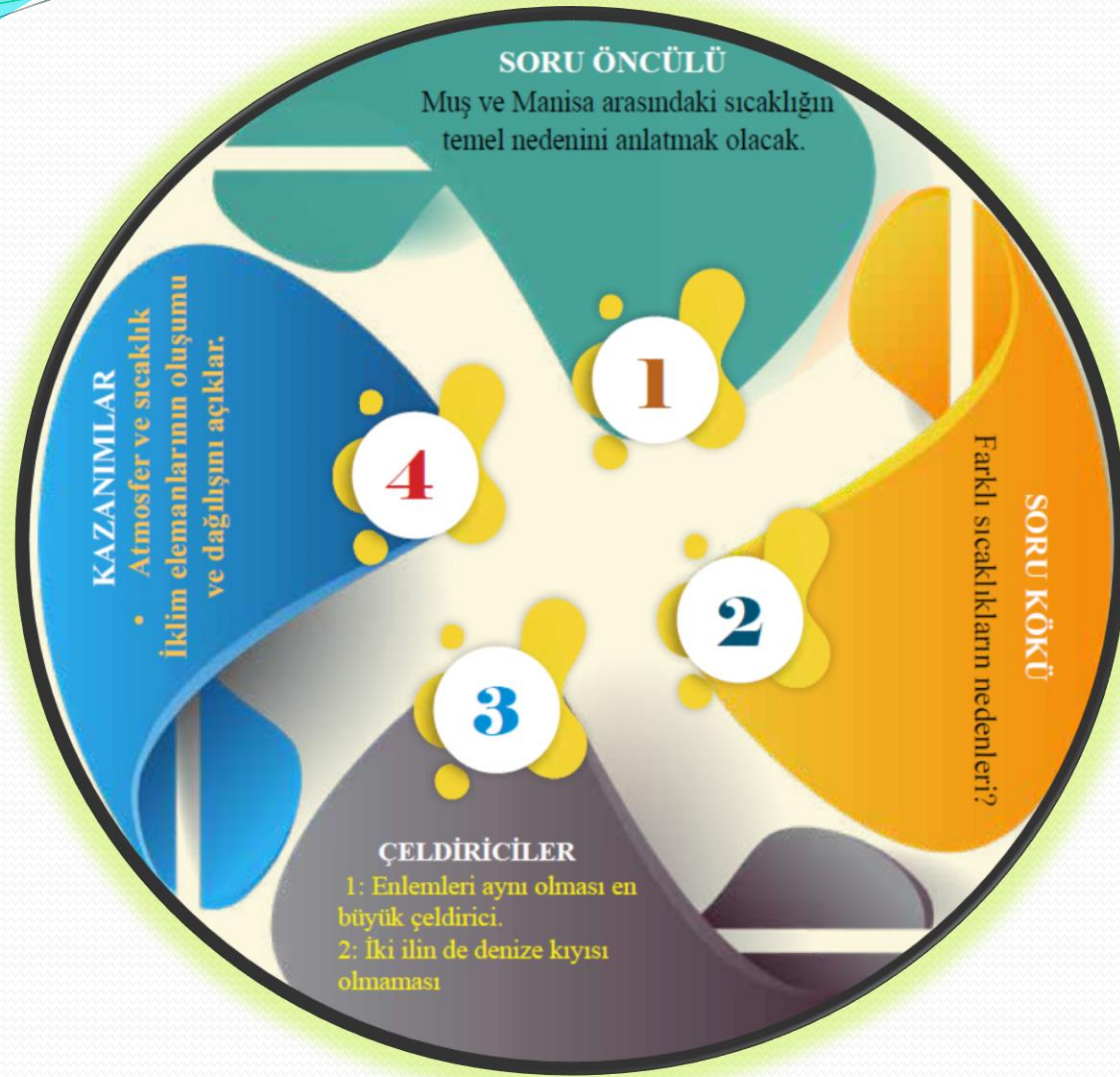 SORU ÖNCÜLÜ
Muş ve Manisa arasındaki sıcaklığın
temel nedenini anlatmak olacak.
1
SORU KÖKÜ
Farklı sıcaklıkların nedenleri?
2
3
ÇELDİRİCİLER
1: Enlemleri aynı olması en
büyük çeldirici.
2: İki ilin de denize kıyısı
olmaması
4
KAZANIMLAR
• Atmosfer ve sıcaklık
İklim elemanlarının oluşumu
ve dağılışını açıklar.